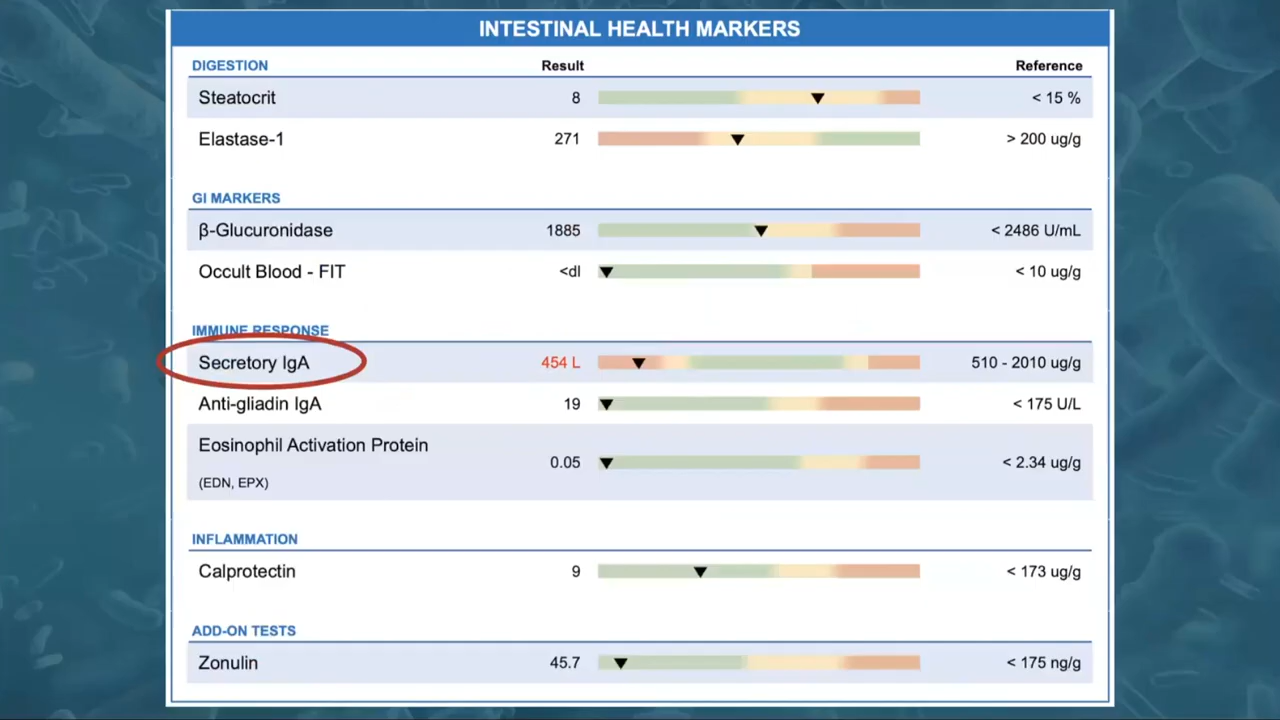 INTESTINAL HEALTH MARKERS
DIGESTION Result Reference
Steatocrit 8 < 15 %
Elastase-1 271 > 200 ug/g
GI MARKERS
β-Glucuronidase 1885 < 2486 U/mL
Occult Blood - FIT <dl < 10 ug/g
IMMUNE RESPONSE
Secretory IgA 454 L 510 - 2010 ug/g
Anti-gliadin IgA 19 < 175 U/L
Eosinophil Activation Protein
0.05 < 2.34 ug/g
(EDN, EPX)
INFLAMMATION
Calprotectin 9 < 173 ug/g
ADD-ON TESTS
Zonulin 45.7 < 175 ng/g